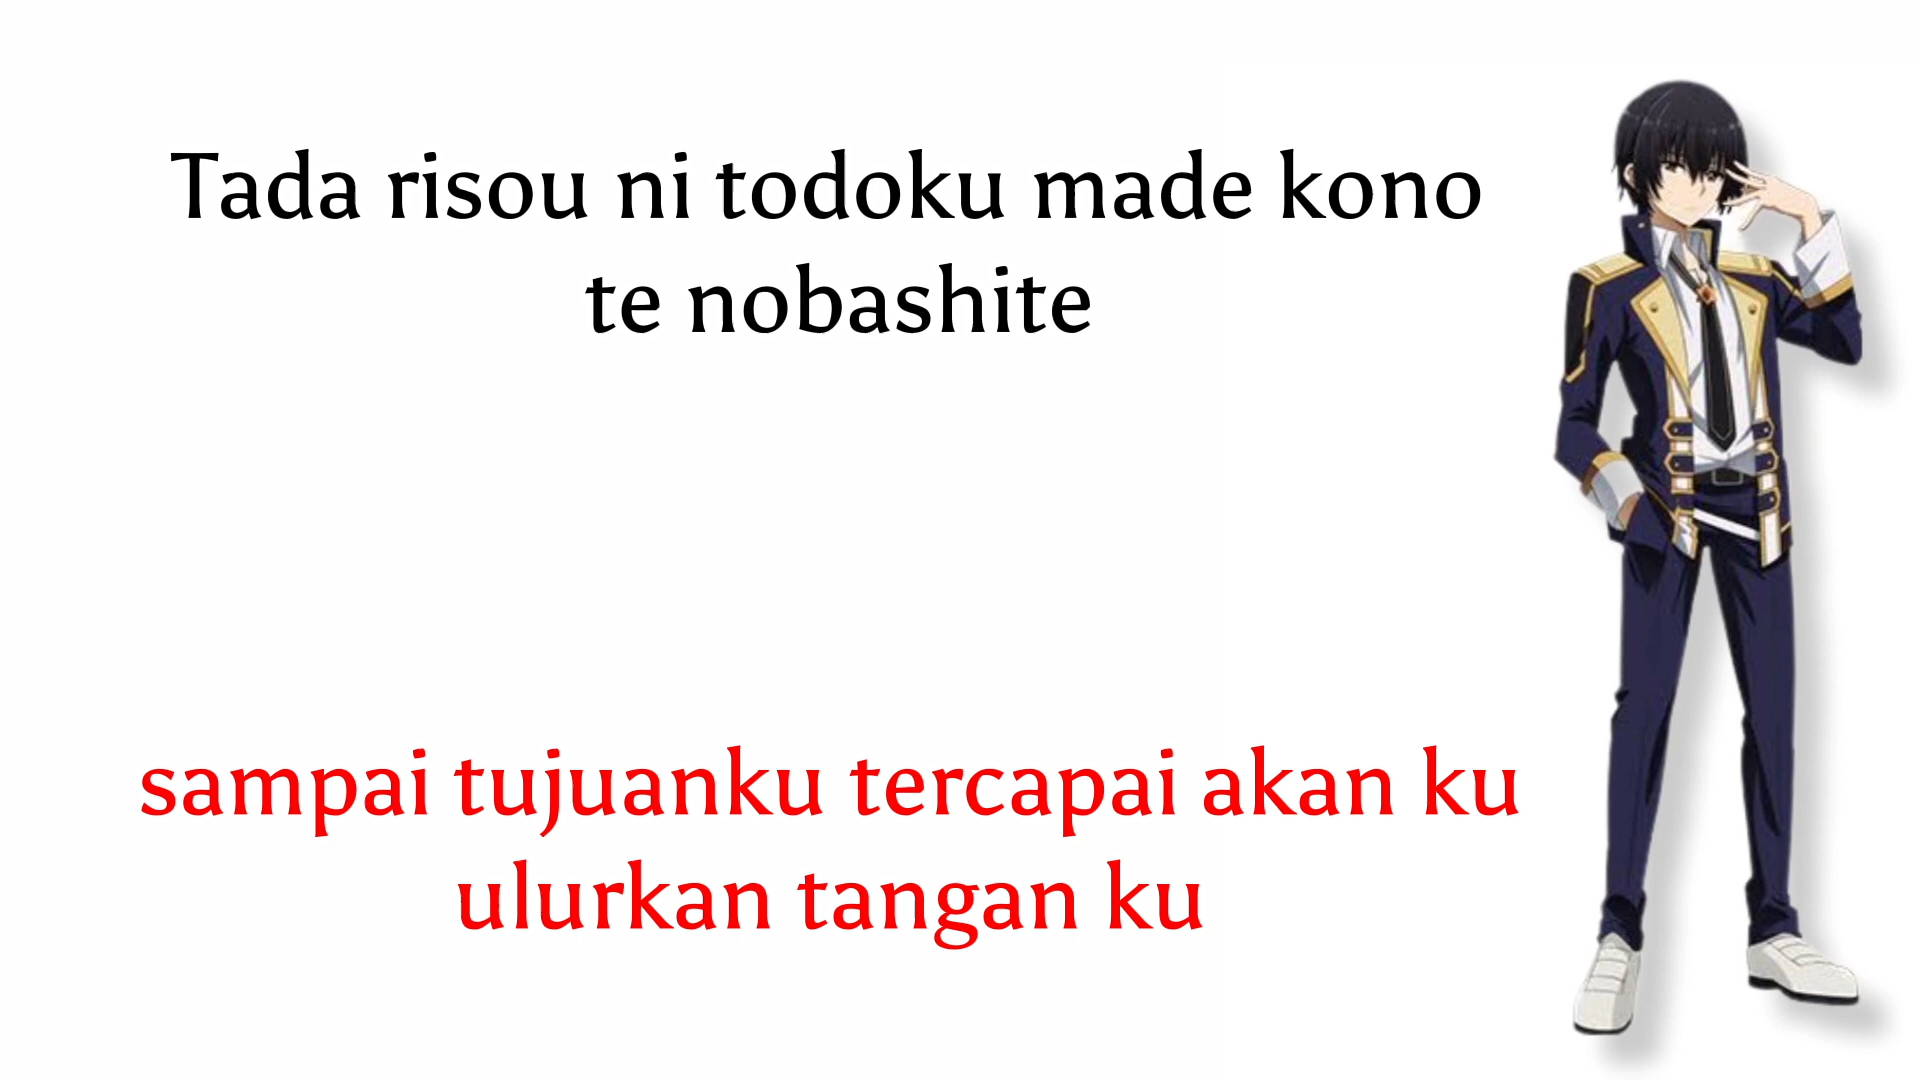 Tada risou ni todoku made kono
te nobashite
sampai tujuanku tercapai akan ku
ulurkan tangan ku